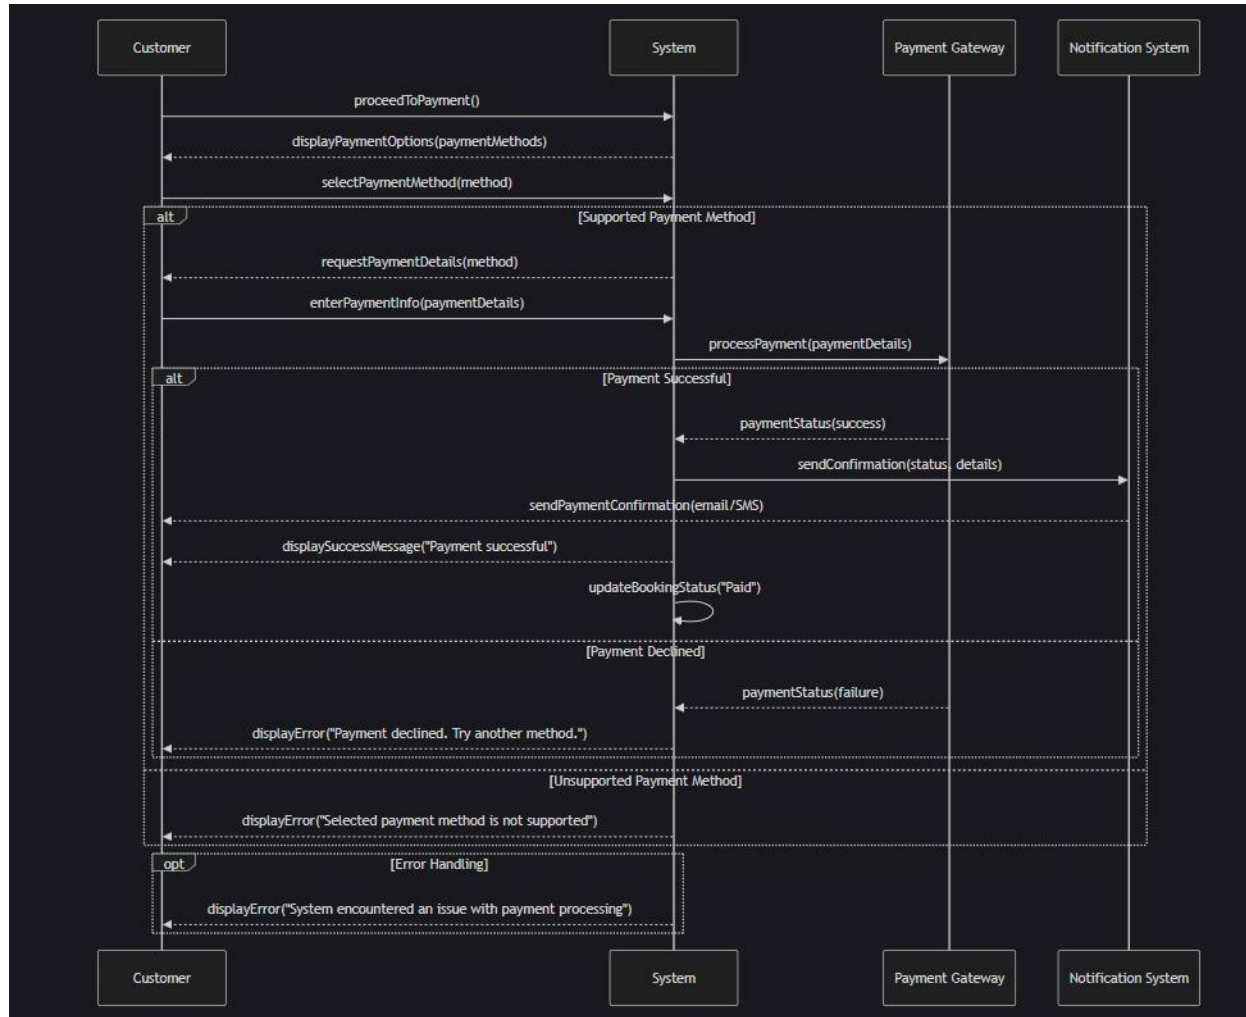 Customer
System
Payment Gateway
Notification System
proceedToPayment()
displayPaymentOptions(paymentMethods)
selectPaymentMethod(method)
alt
[Supported Payment Method]
requestPaymentDetails(method)
enterPaymentInfo(paymentDetails)
processPayment(paymentDetails)
alt
[Payment Successful]
paymentStatus(success)
sendConfirmation(status, details)
sendPaymentConfirmation(email/SMS)
displaySuccessMessage("Payment successful")
updateBookingStatus("Paid")
[Payment Declined]
paymentStatus(failure)
displayError("Payment declined. Try another method.")
[Unsupported Payment Method]
displayError("Selected payment method is not supported")
opt
[Error Handling]
displayError("System encountered an issue with payment processing")
Customer
System
Payment Gateway
Notification System